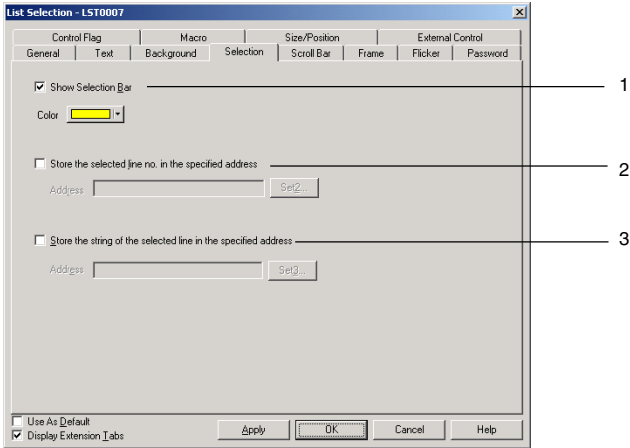 List Selection - LST0007
Control Flag Macro Size/Position External Control
General Text Background Selection Scroll Bar Frame Flicker Password
Show Selection Bar 1
Color
Store the selected line no. in the specified address 2
Address Set2...
Store the string of the selected line in the specified address 3
Address Set3...
Use As Default
Display Extension Tabs Apply OK Cancel Help